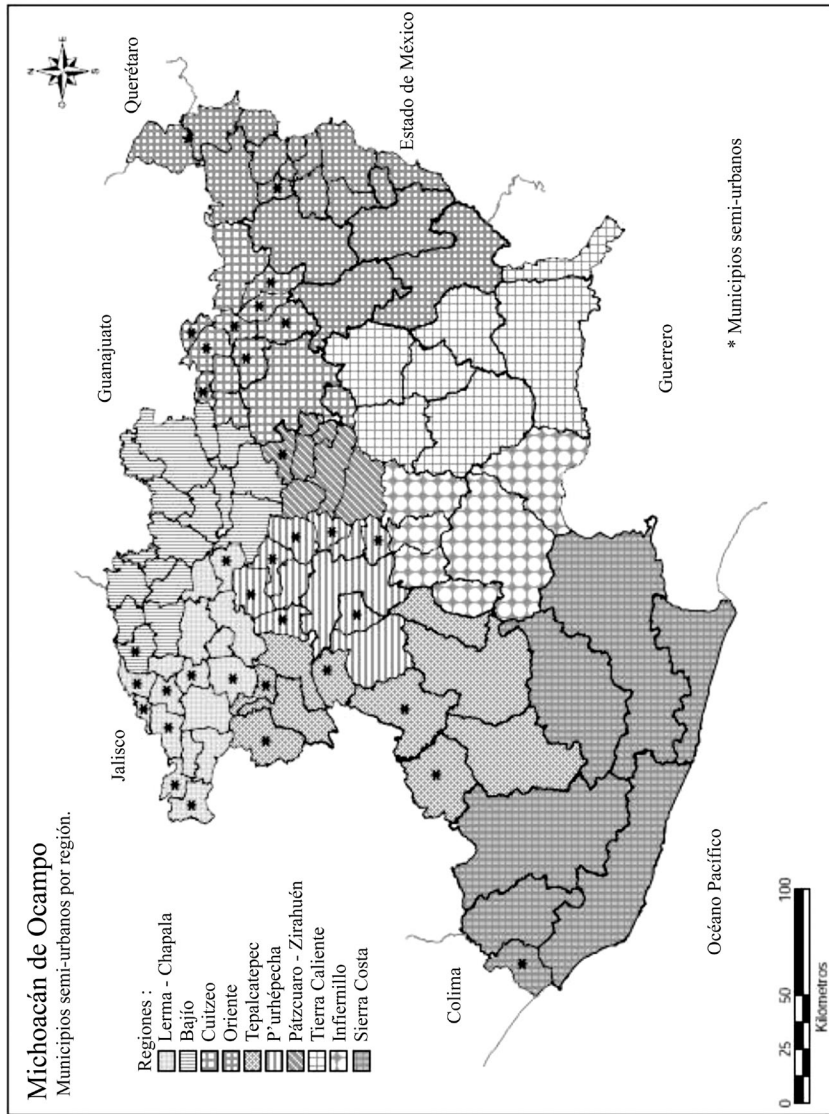 Michoacán de Ocampo
Municipios semi-urbanos por región.
Regiones :
Lerma - Chapala
Bajío
Cuitzeo
Oriente
Tepalcatepec
P'urhépecha
Pátzcuaro - Zirahuén
Tierra Caliente
Infiernillo
Sierra Costa
Jalisco
Guanajuato
Querétaro
Estado de México
Guerrero
Colima
Océano Pacífico
* Municipios semi-urbanos
N
E
S
O
0 25 50 100
Kilometros